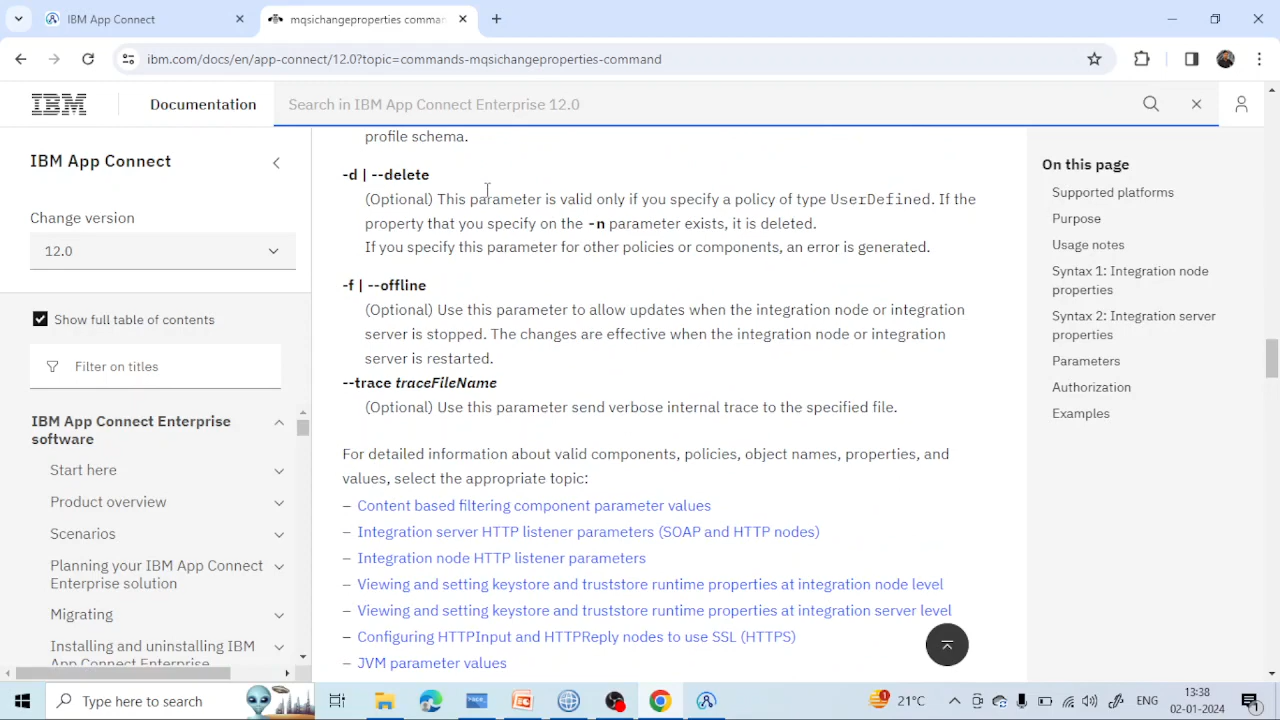 IBM App Connect
mqsichangeproperties comman
ibm.com/docs/en/app-connect/12.0?topic=commands-mqsichangeproperties-command
IBM
Documentation
Search in IBM App Connect Enterprise 12.0
IBM App Connect
Change version
12.0
Show full table of contents
Filter on titles
IBM App Connect Enterprise
software
Start here
Product overview
Scenarios
Planning your IBM App Connect
Enterprise solution
Migrating
Installing and uninstalling IBM
App Connect Enterprise
profile schema.
-d | --delete
(Optional) This parameter is valid only if you specify a policy of type UserDefined. If the
property that you specify on the -n parameter exists, it is deleted.
If you specify this parameter for other policies or components, an error is generated.
-f | --offline
(Optional) Use this parameter to allow updates when the integration node or integration
server is stopped. The changes are effective when the integration node or integration
server is restarted.
--trace traceFileName
(Optional) Use this parameter send verbose internal trace to the specified file.
For detailed information about valid components, policies, object names, properties, and
values, select the appropriate topic:
– Content based filtering component parameter values
– Integration server HTTP listener parameters (SOAP and HTTP nodes)
– Integration node HTTP listener parameters
– Viewing and setting keystore and truststore runtime properties at integration node level
– Viewing and setting keystore and truststore runtime properties at integration server level
– Configuring HTTPInput and HTTPReply nodes to use SSL (HTTPS)
– JVM parameter values
On this page
Supported platforms
Purpose
Usage notes
Syntax 1: Integration node
properties
Syntax 2: Integration server
properties
Parameters
Authorization
Examples
Type here to search
1
21°C
ENG
13:38
02-01-2024
1